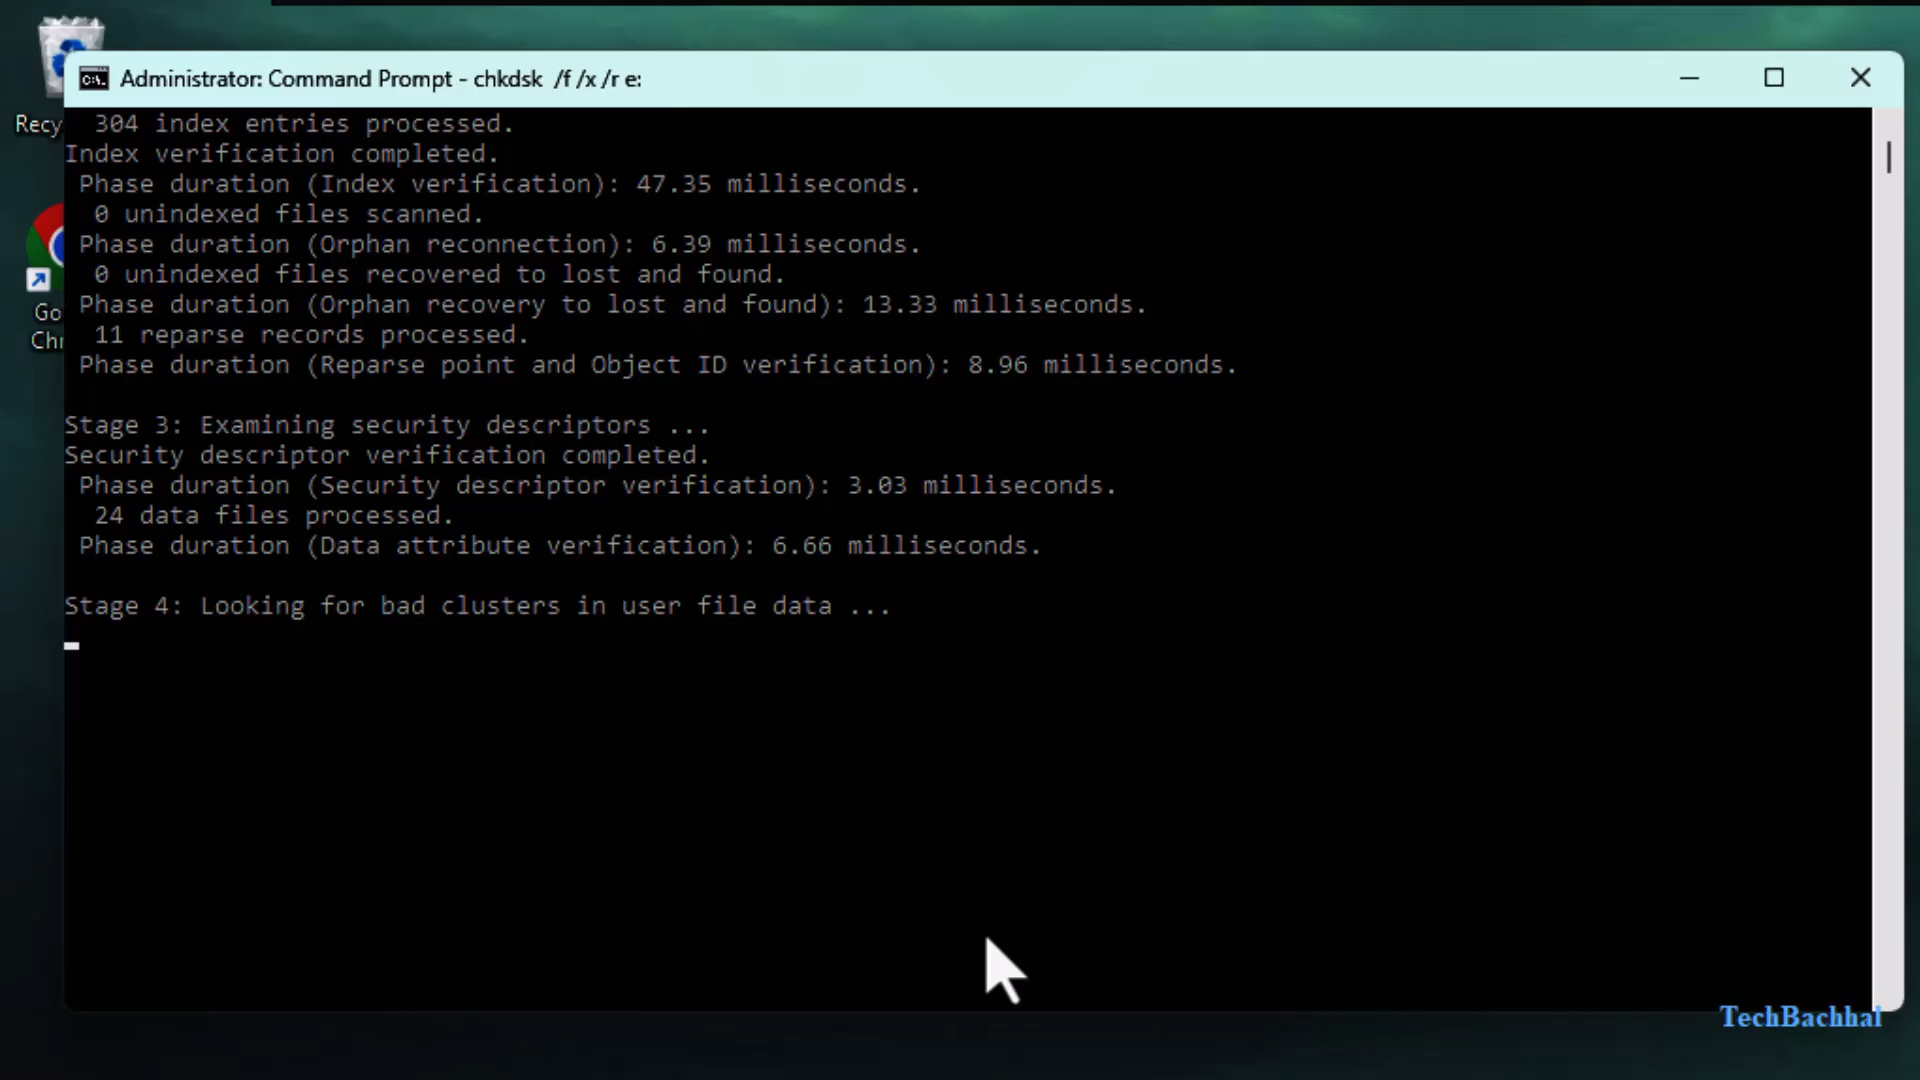 Administrator: Command Prompt - chkdsk /f /x /r e:
Recy
304 index entries processed.
Index verification completed.
Phase duration (Index verification): 47.35 milliseconds.
0 unindexed files scanned.
Phase duration (Orphan reconnection): 6.39 milliseconds.
0 unindexed files recovered to lost and found.
Phase duration (Orphan recovery to lost and found): 13.33 milliseconds.
Go
Chr
11 reparse records processed.
Phase duration (Reparse point and Object ID verification): 8.96 milliseconds.
Stage 3: Examining security descriptors ...
Security descriptor verification completed.
Phase duration (Security descriptor verification): 3.03 milliseconds.
24 data files processed.
Phase duration (Data attribute verification): 6.66 milliseconds.
Stage 4: Looking for bad clusters in user file data ...
TechBachhal